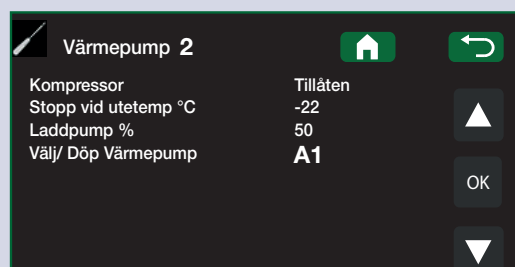 Värmepump 2
Kompressor Tillåten
Stopp vid utetemp °C -22
Laddpump % 50
Välj/ Döp Värmepump A1
OK